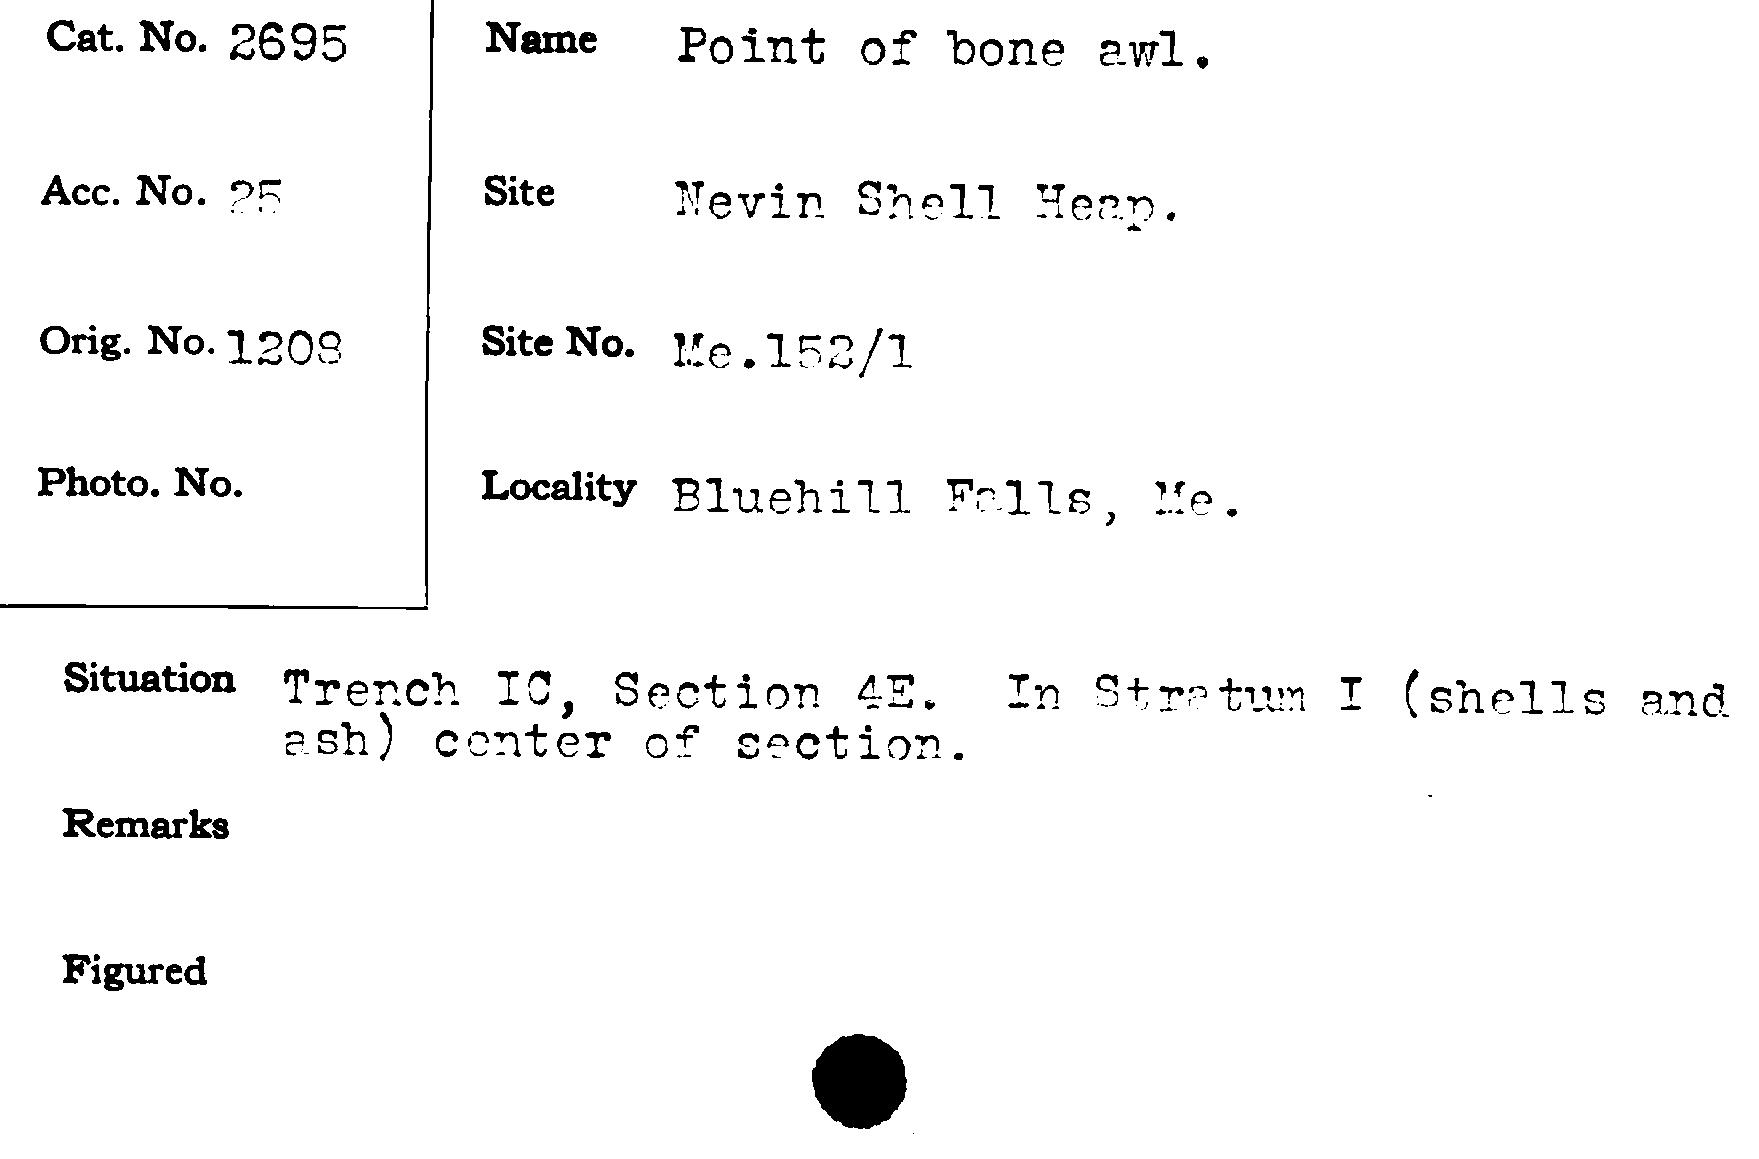 Cat. No. 2695
Name Point of bone awl.
Acc. No. 25
Site Nevin Shell Heap.
Orig. No. 1208
Site No. Me.152/1
Photo. No.
Locality Bluehill Falls, Me.
Situation Trench IC, Section 4E. In Stratum I (shells and
ash) center of section.
Remarks
Figured